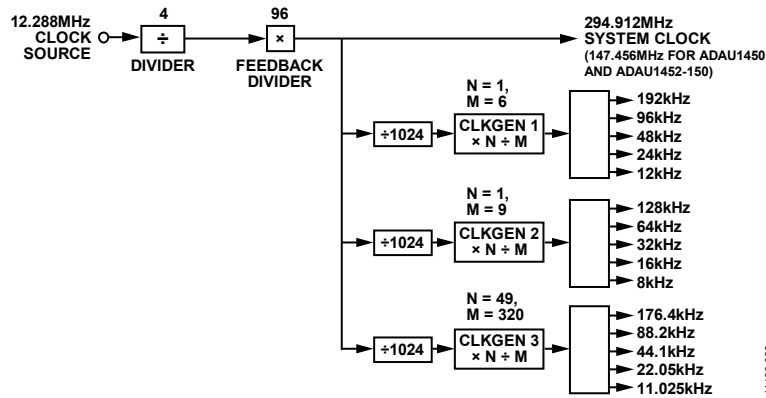 12.288MHz
CLOCK
SOURCE
4
÷
DIVIDER
96
×
FEEDBACK
DIVIDER
294.912MHz
SYSTEM CLOCK
(147.456MHz FOR ADAU1450
AND ADAU1452-150)
N = 1,
M = 6
÷1024
CLKGEN 1
× N ÷ M
192kHz
96kHz
48kHz
24kHz
12kHz
N = 1,
M = 9
÷1024
CLKGEN 2
× N ÷ M
128kHz
64kHz
32kHz
16kHz
8kHz
N = 49,
M = 320
÷1024
CLKGEN 3
× N ÷ M
176.4kHz
88.2kHz
44.1kHz
22.05kHz
11.025kHz